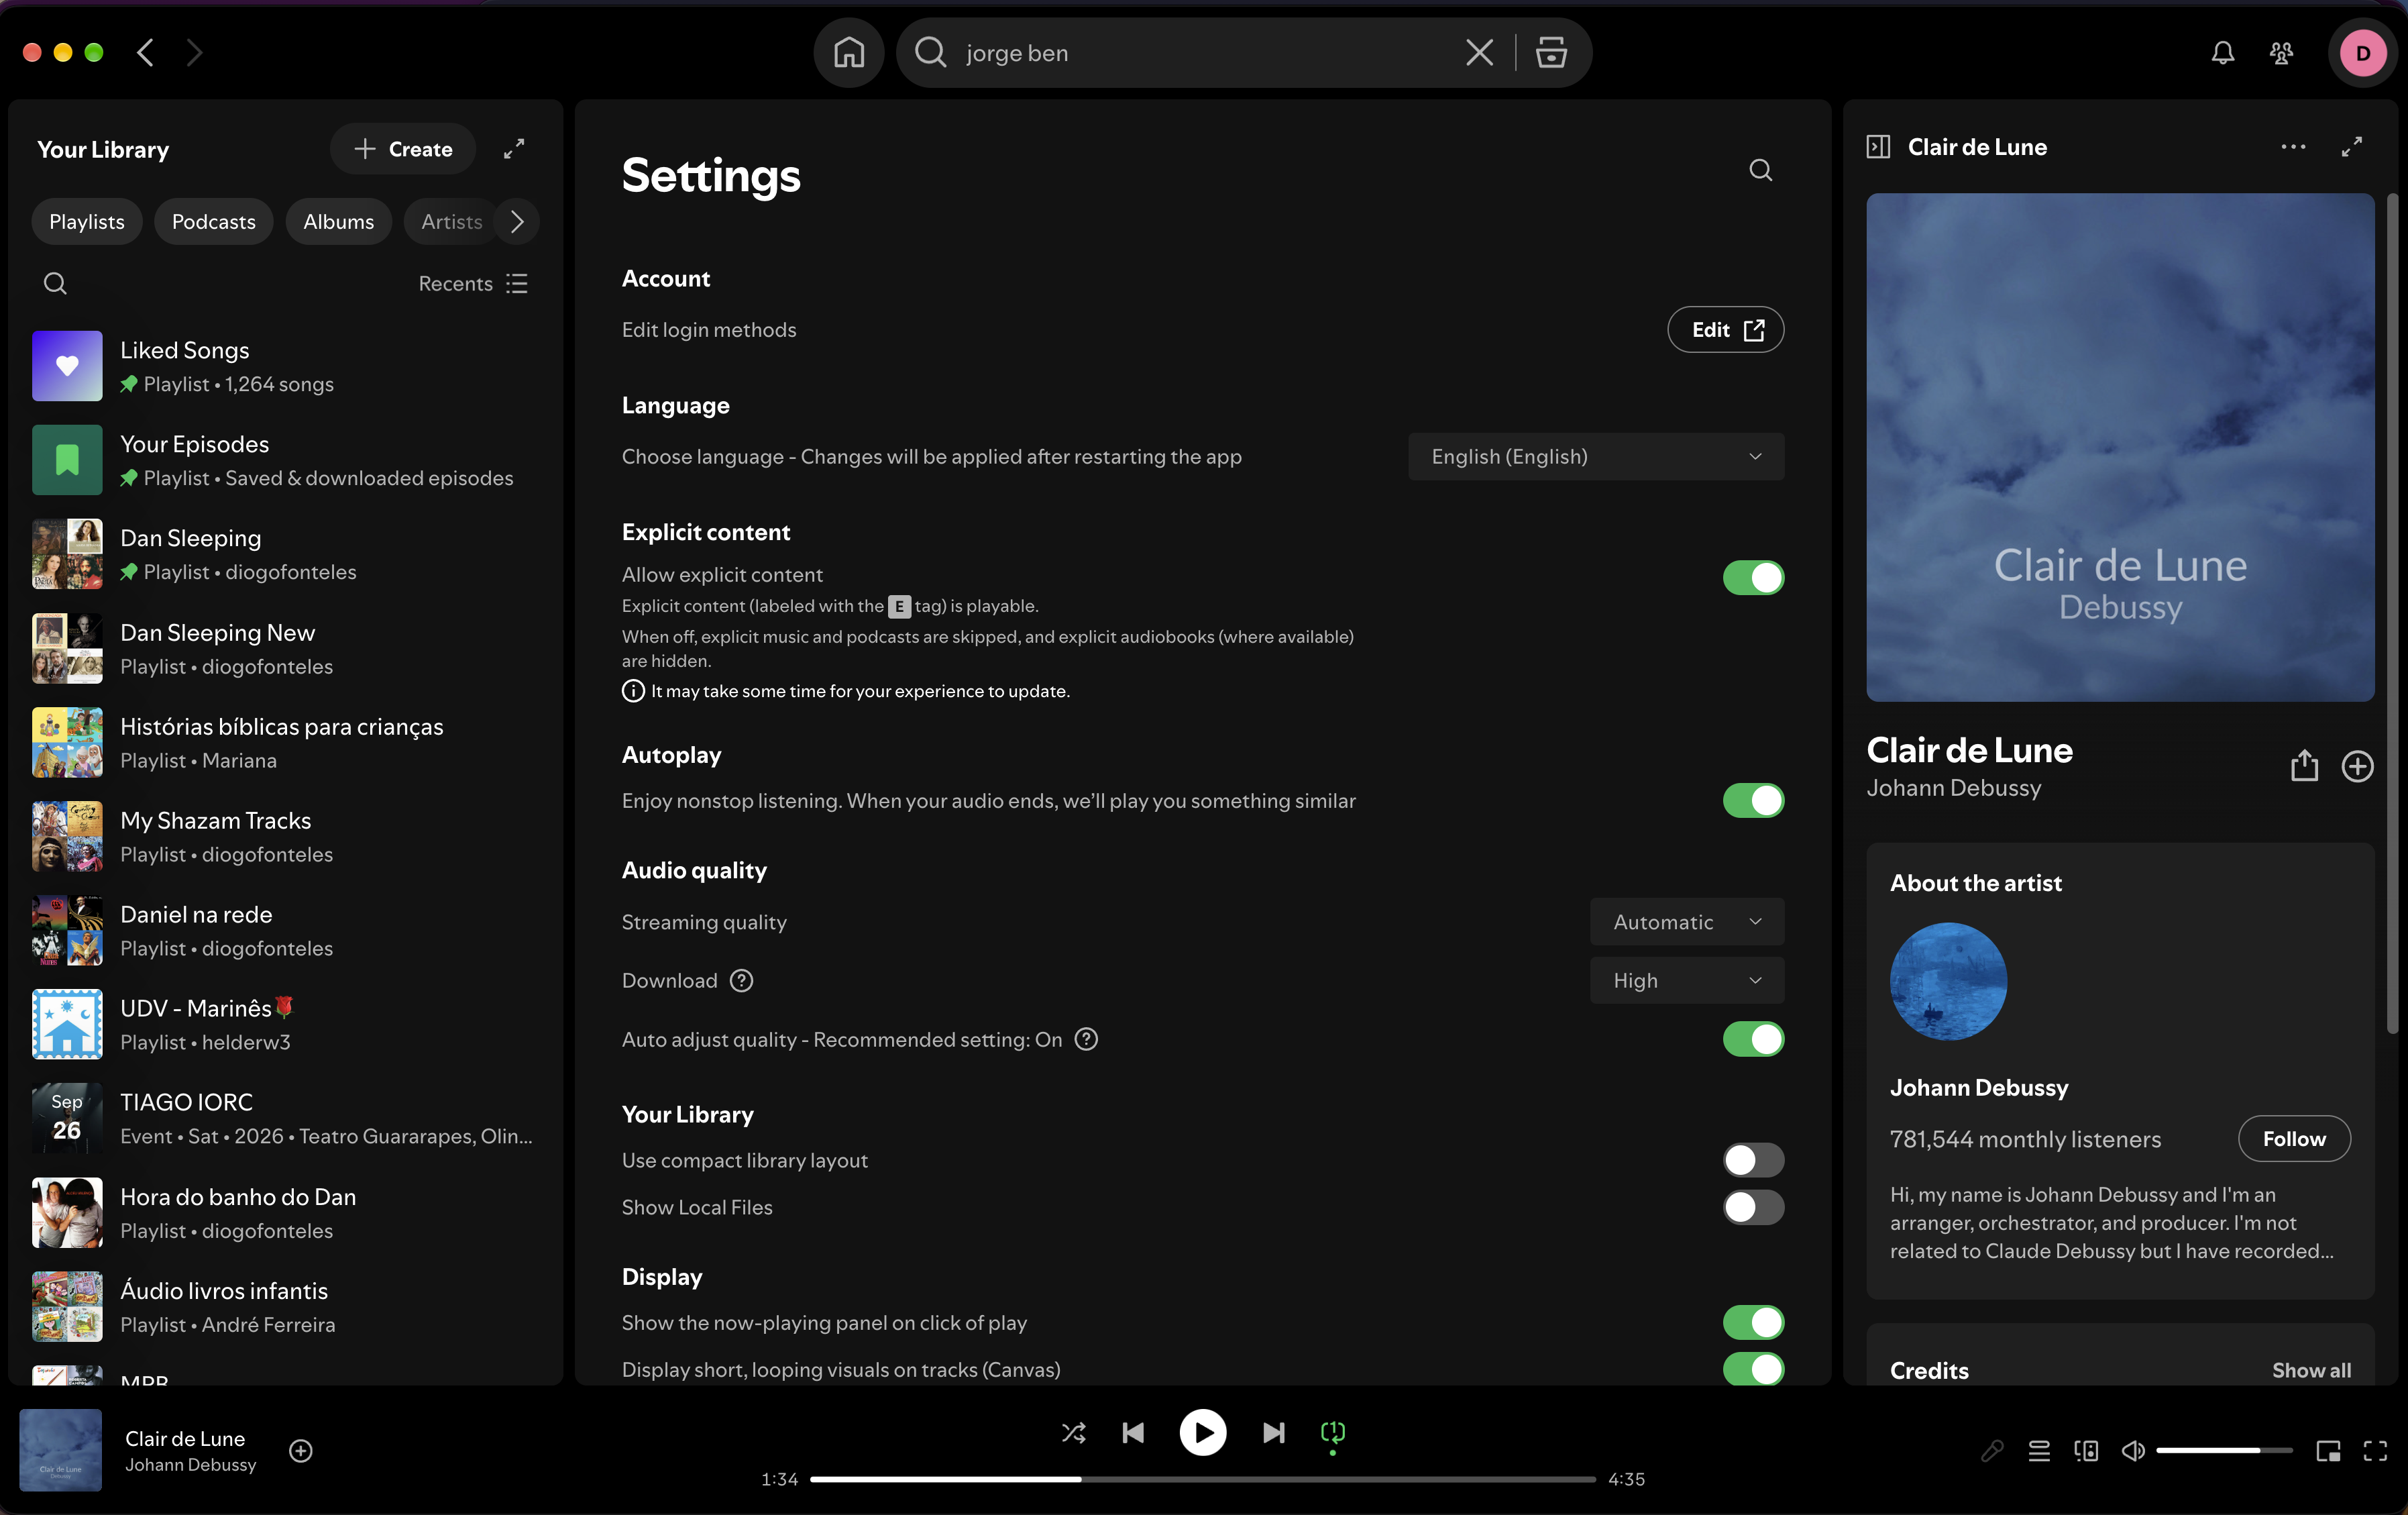 jorge ben
D
Your Library
Create
Playlists
Podcasts
Albums
Artists
Recents
Liked Songs
Playlist • 1,264 songs
Your Episodes
Playlist • Saved & downloaded episodes
Dan Sleeping
Playlist • diogofonteles
Dan Sleeping New
Playlist • diogofonteles
Histórias bíblicas para crianças
Playlist • Mariana
My Shazam Tracks
Playlist • diogofonteles
Daniel na rede
Playlist • diogofonteles
UDV - Marinês🌹
Playlist • helderw3
Sep
26
TIAGO IORC
Event • Sat • 2026 • Teatro Guararapes, Olin...
Hora do banho do Dan
Playlist • diogofonteles
Áudio livros infantis
Playlist • André Ferreira
MPB
Settings
Account
Edit login methods
Edit
Language
Choose language - Changes will be applied after restarting the app
English (English)
Explicit content
Allow explicit content
Explicit content (labeled with the E tag) is playable.
When off, explicit music and podcasts are skipped, and explicit audiobooks (where available)
are hidden.
It may take some time for your experience to update.
Autoplay
Enjoy nonstop listening. When your audio ends, we'll play you something similar
Audio quality
Streaming quality
Automatic
Download
High
Auto adjust quality - Recommended setting: On
Your Library
Use compact library layout
Show Local Files
Display
Show the now-playing panel on click of play
Display short, looping visuals on tracks (Canvas)
Clair de Lune
Clair de Lune
Debussy
Clair de Lune
Johann Debussy
About the artist
Johann Debussy
781,544 monthly listeners
Follow
Hi, my name is Johann Debussy and I'm an
arranger, orchestrator, and producer. I'm not
related to Claude Debussy but I have recorded...
Credits
Show all
Clair de Lune
Clair de Lune
Johann Debussy
1:34
4:35